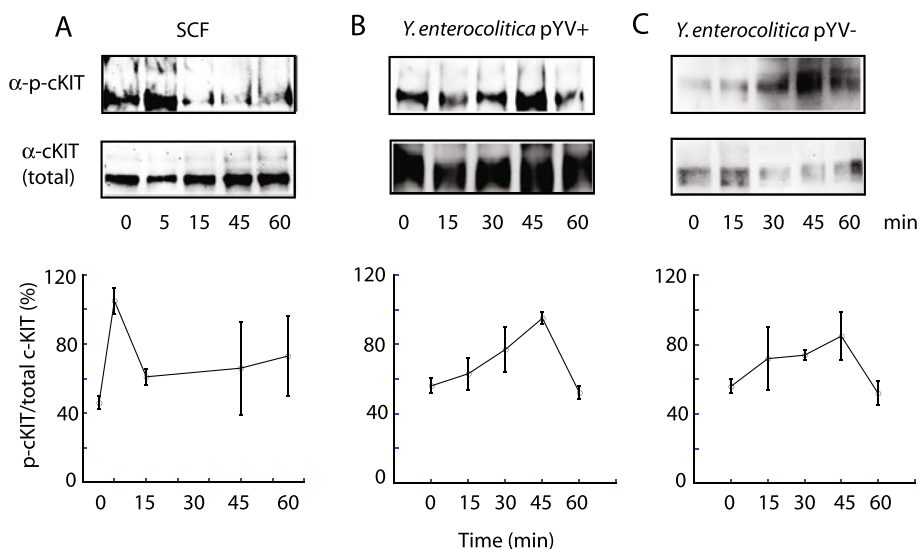 A SCF
B Y. enterocolitica pYV+
C Y. enterocolitica pYV-
α-p-cKIT
α-cKIT
(total)
0 5 15 45 60
0 15 30 45 60
0 15 30 45 60 min
p-cKIT/total c-KIT (%)
120
80
40
0
0 15 30 45 60
120
80
40
0
0 15 30 45 60
120
80
40
0
0 15 30 45 60
Time (min)